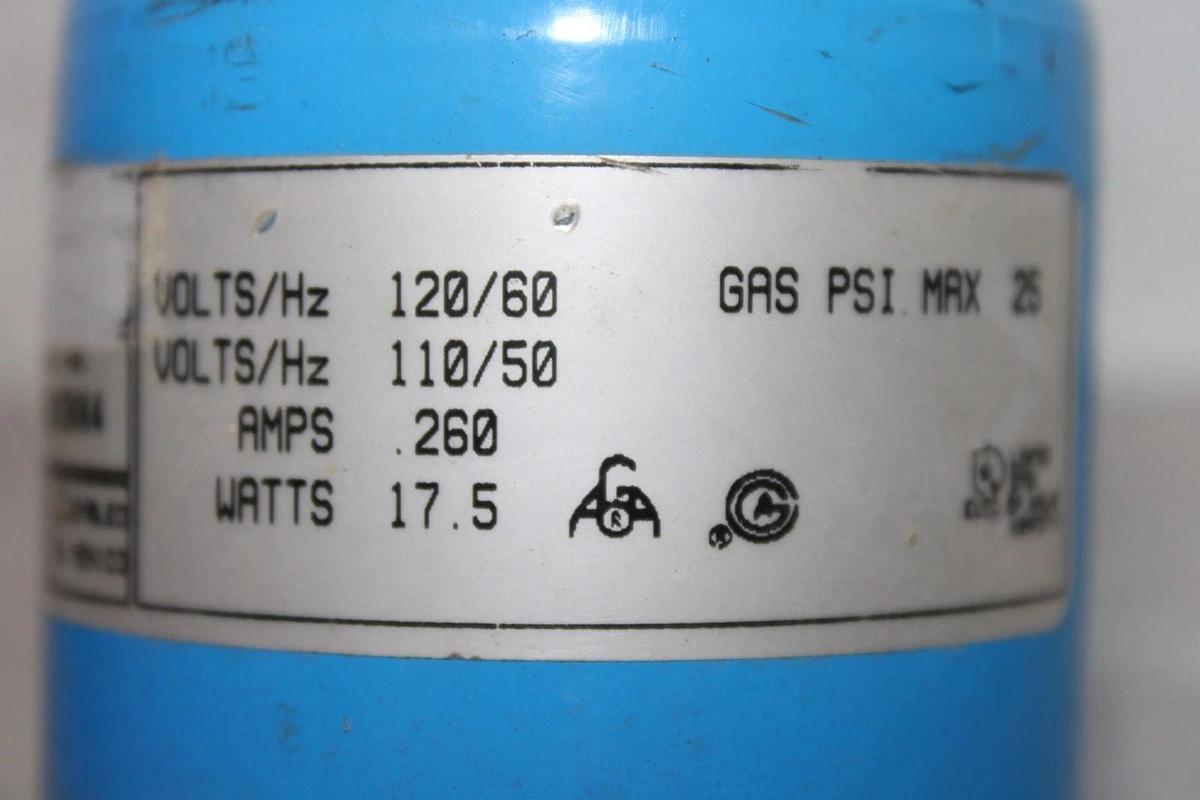 VOLTS/Hz 120/60 GAS PSI MAX 25
VOLTS/Hz 110/50
AMPS .260
WATTS 17.5